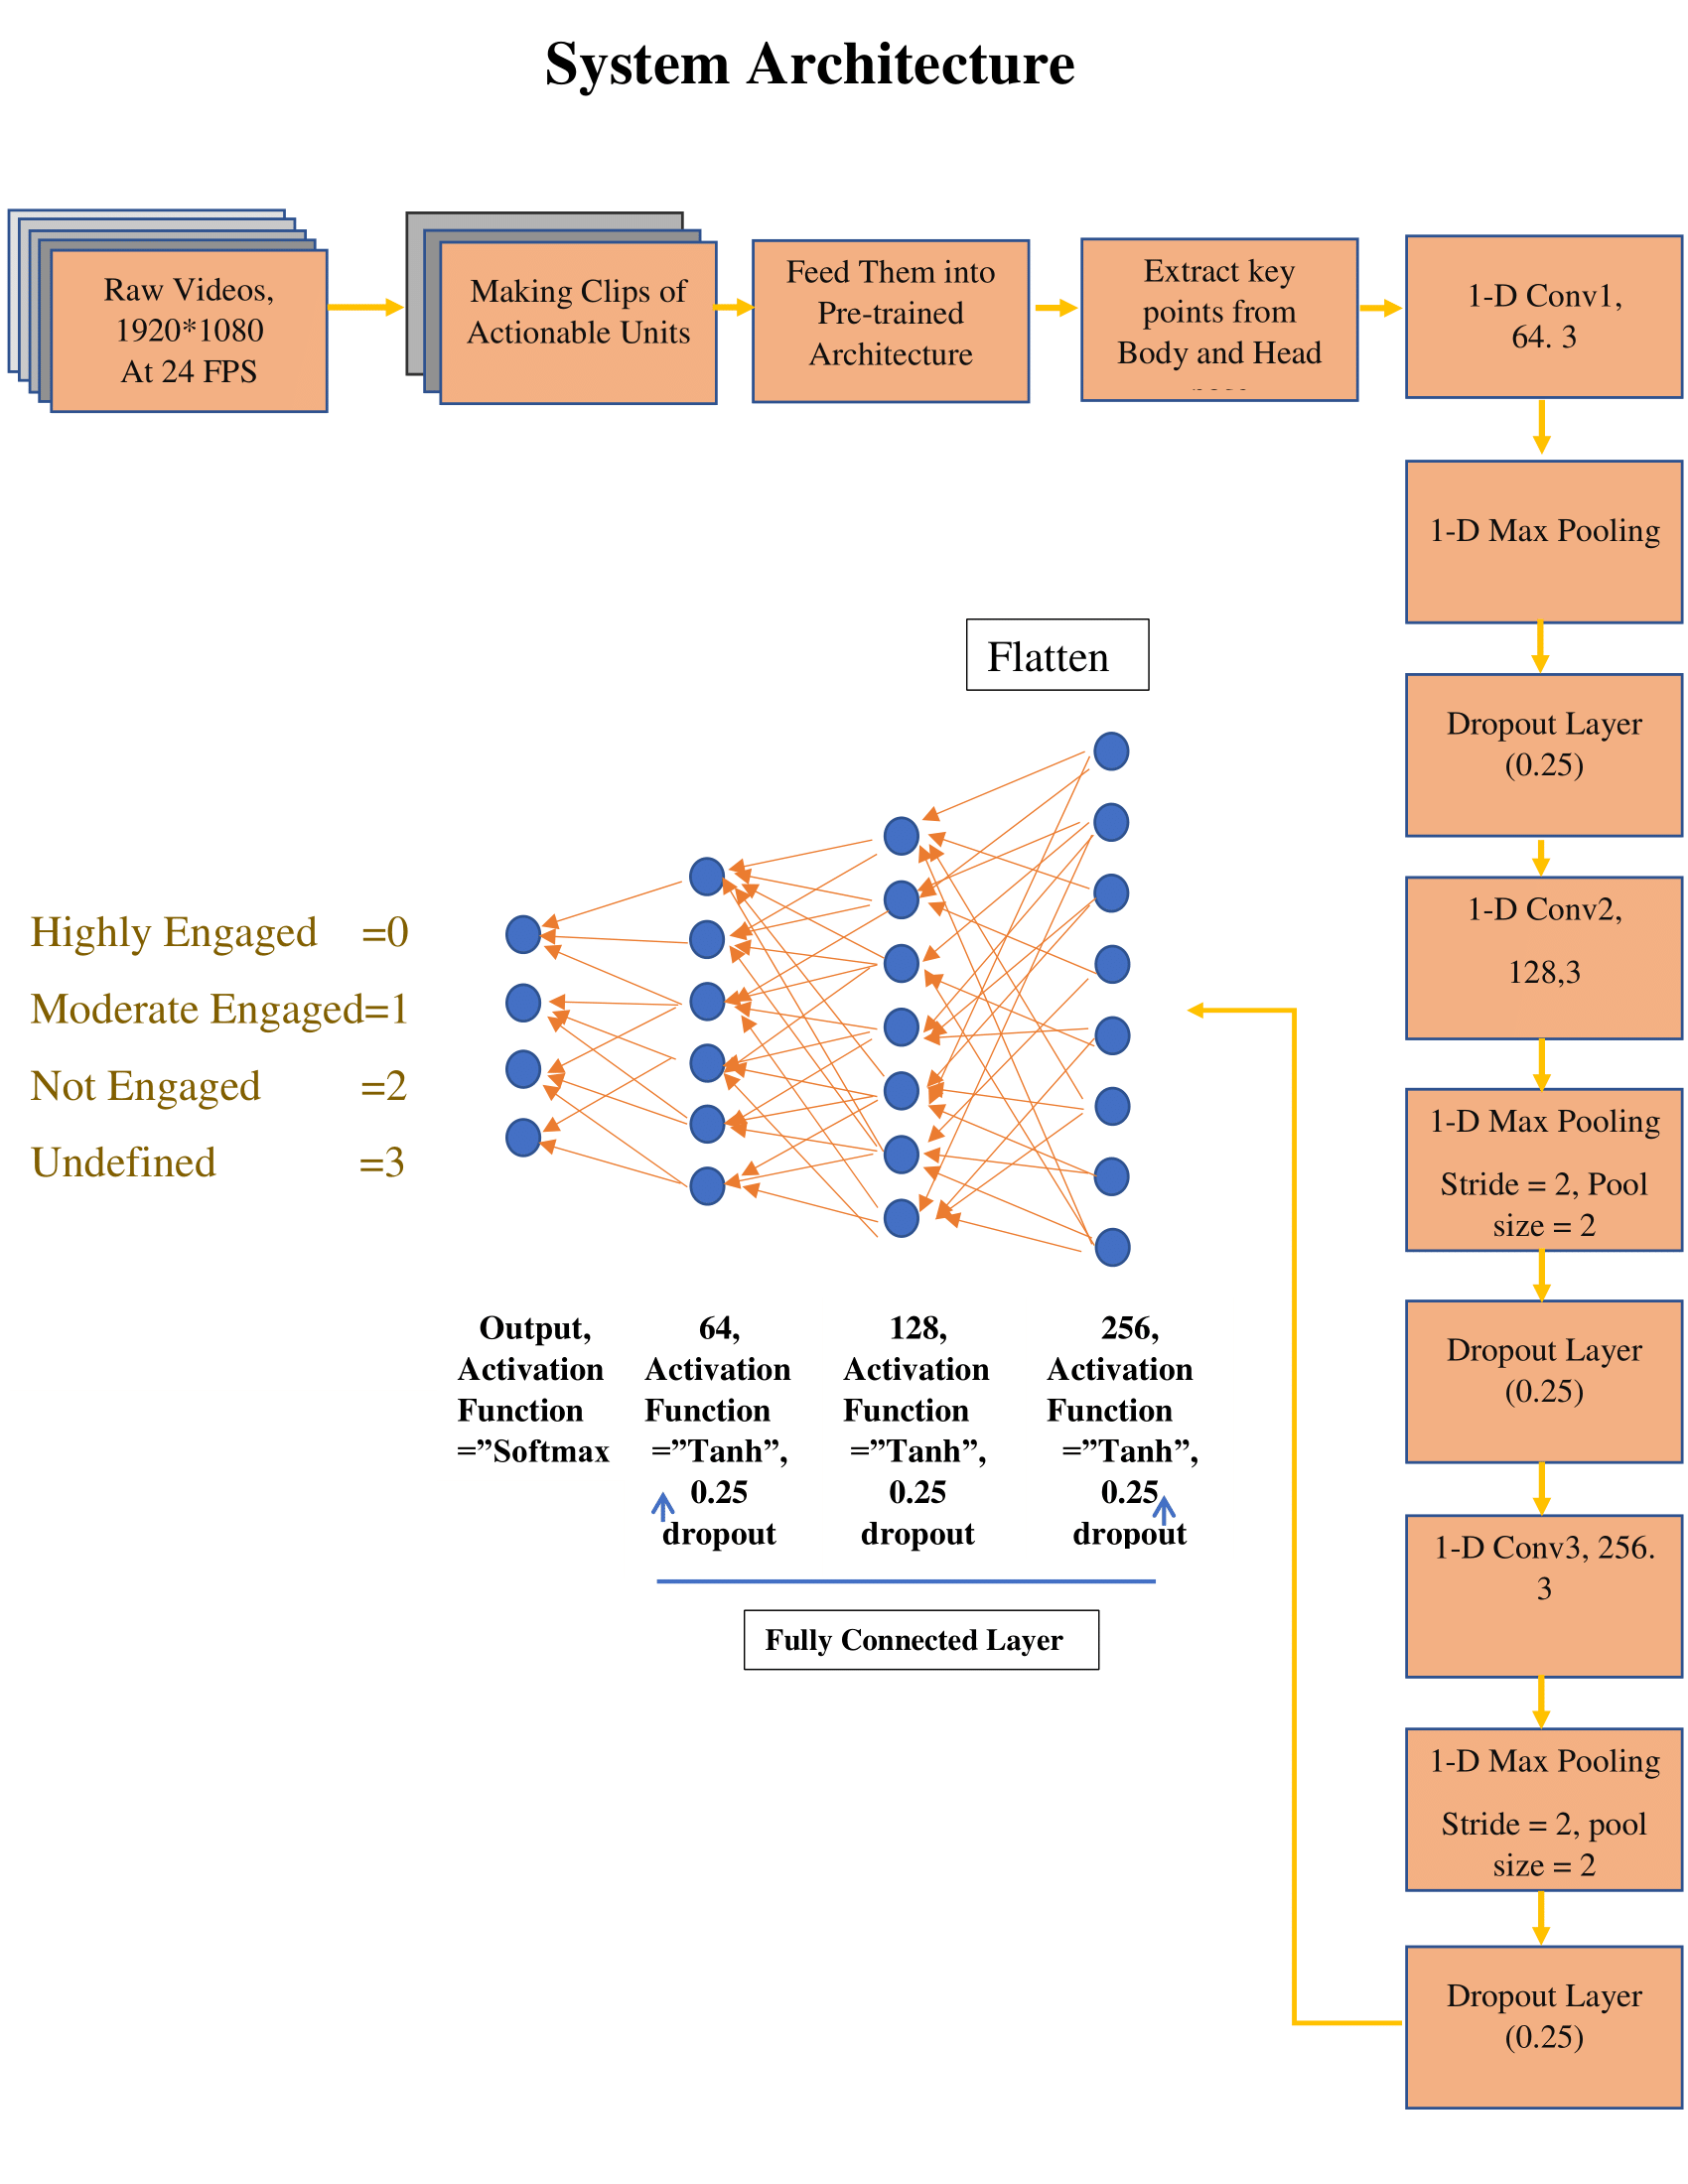 System Architecture
Raw Videos,
1920*1080
At 24 FPS
Making Clips of
Actionable Units
Feed Them into
Pre-trained
Architecture
Extract key
points from
Body and Head
1-D Conv1,
64. 3
1-D Max Pooling
Dropout Layer
(0.25)
1-D Conv2,
128,3
1-D Max Pooling
Stride = 2, Pool
size = 2
Dropout Layer
(0.25)
1-D Conv3, 256.
3
1-D Max Pooling
Stride = 2, pool
size = 2
Dropout Layer
(0.25)
Flatten
Highly Engaged =0
Moderate Engaged=1
Not Engaged =2
Undefined =3
Output,
Activation
Function
=”Softmax
64,
Activation
Function
=”Tanh”,
0.25
dropout
128,
Activation
Function
=”Tanh”,
0.25
dropout
256,
Activation
Function
=”Tanh”,
0.25
dropout
Fully Connected Layer